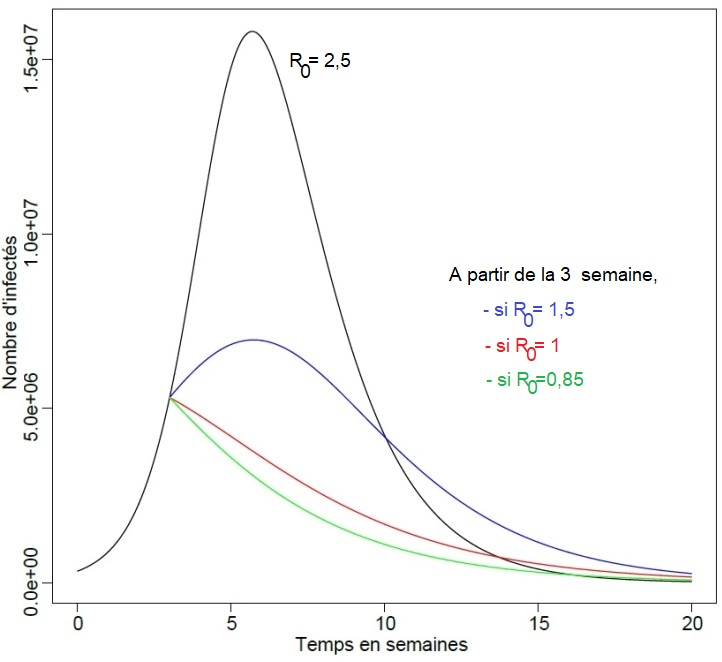 Nombre d'infectés
1.5e+07
1.0e+07
5.0e+06
0.0e+00
R0= 2,5
A partir de la 3 semaine,
- si R0= 1,5
- si R0= 1
- si R0=0,85
0 5 10 15 20
Temps en semaines